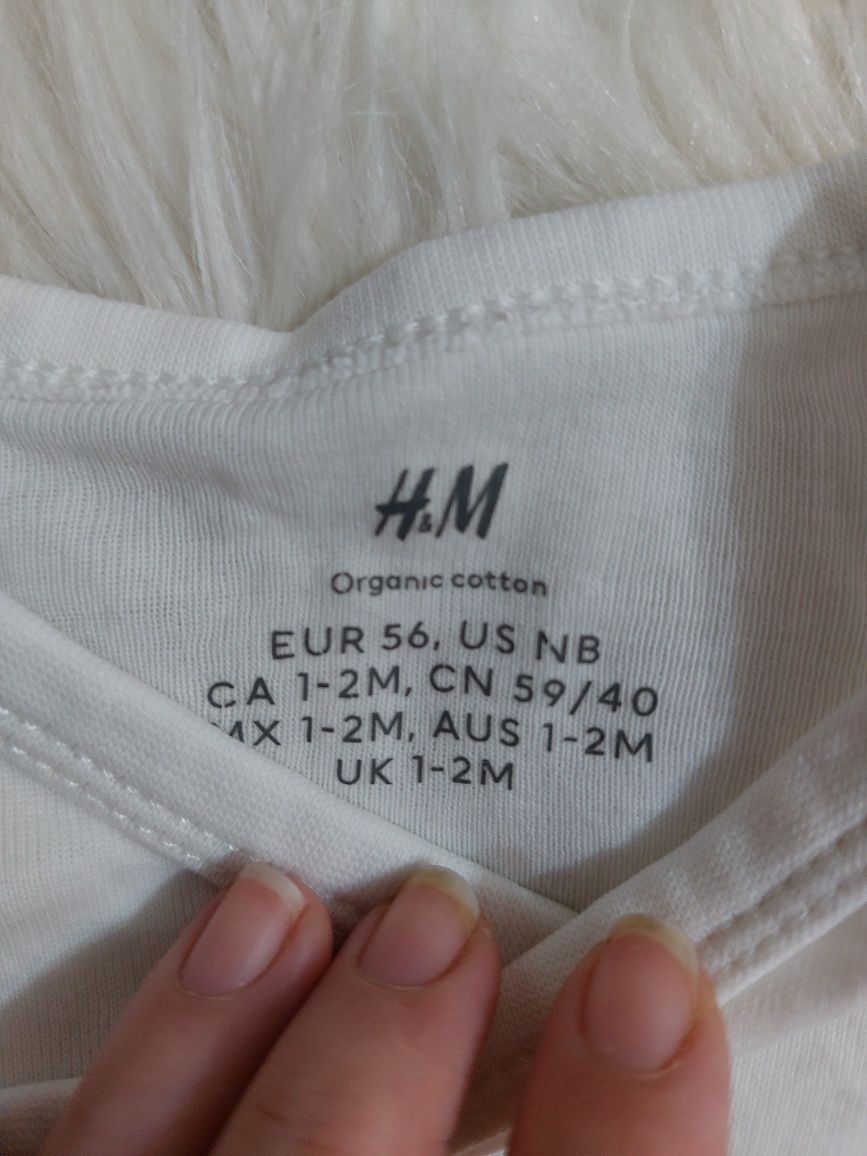 H&M
Organic cotton
EUR 56, US NB
CA 1-2M, CN 59/40
MX 1-2M, AUS 1-2M
UK 1-2M